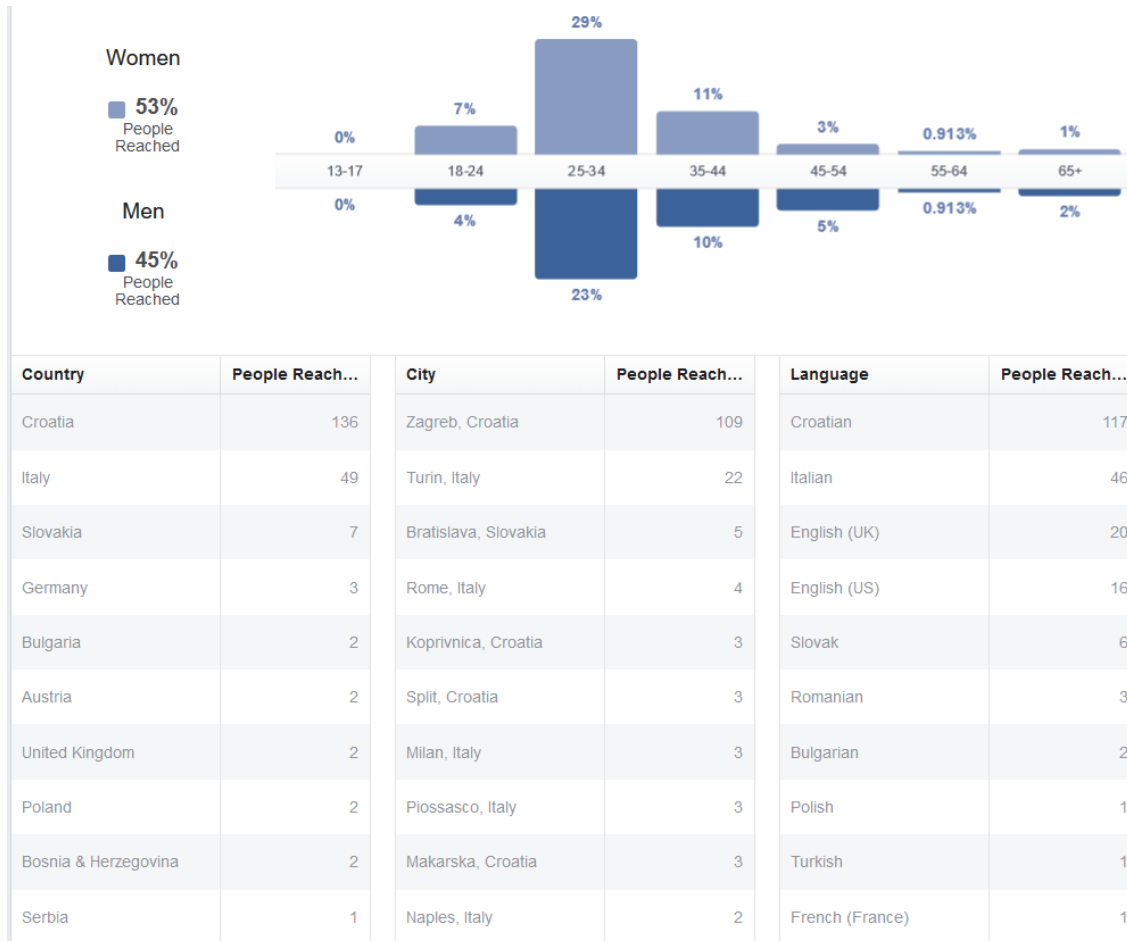 Women
53%
People
Reached
29%
7%
11%
0%
3%
0.913%
1%
13-17 18-24 25-34 35-44 45-54 55-64 65+
Men
45%
People
Reached
0%
4%
23%
10%
5%
0.913%
2%
Country People Reach... City People Reach... Language People Reach...
Croatia 136 Zagreb, Croatia 109 Croatian 117
Italy 49 Turin, Italy 22 Italian 46
Slovakia 7 Bratislava, Slovakia 5 English (UK) 20
Germany 3 Rome, Italy 4 English (US) 16
Bulgaria 2 Koprivnica, Croatia 3 Slovak 6
Austria 2 Split, Croatia 3 Romanian 3
United Kingdom 2 Milan, Italy 3 Bulgarian 2
Poland 2 Piossasco, Italy 3 Polish 1
Bosnia & Herzegovina 2 Makarska, Croatia 3 Turkish 1
Serbia 1 Naples, Italy 2 French (France) 1